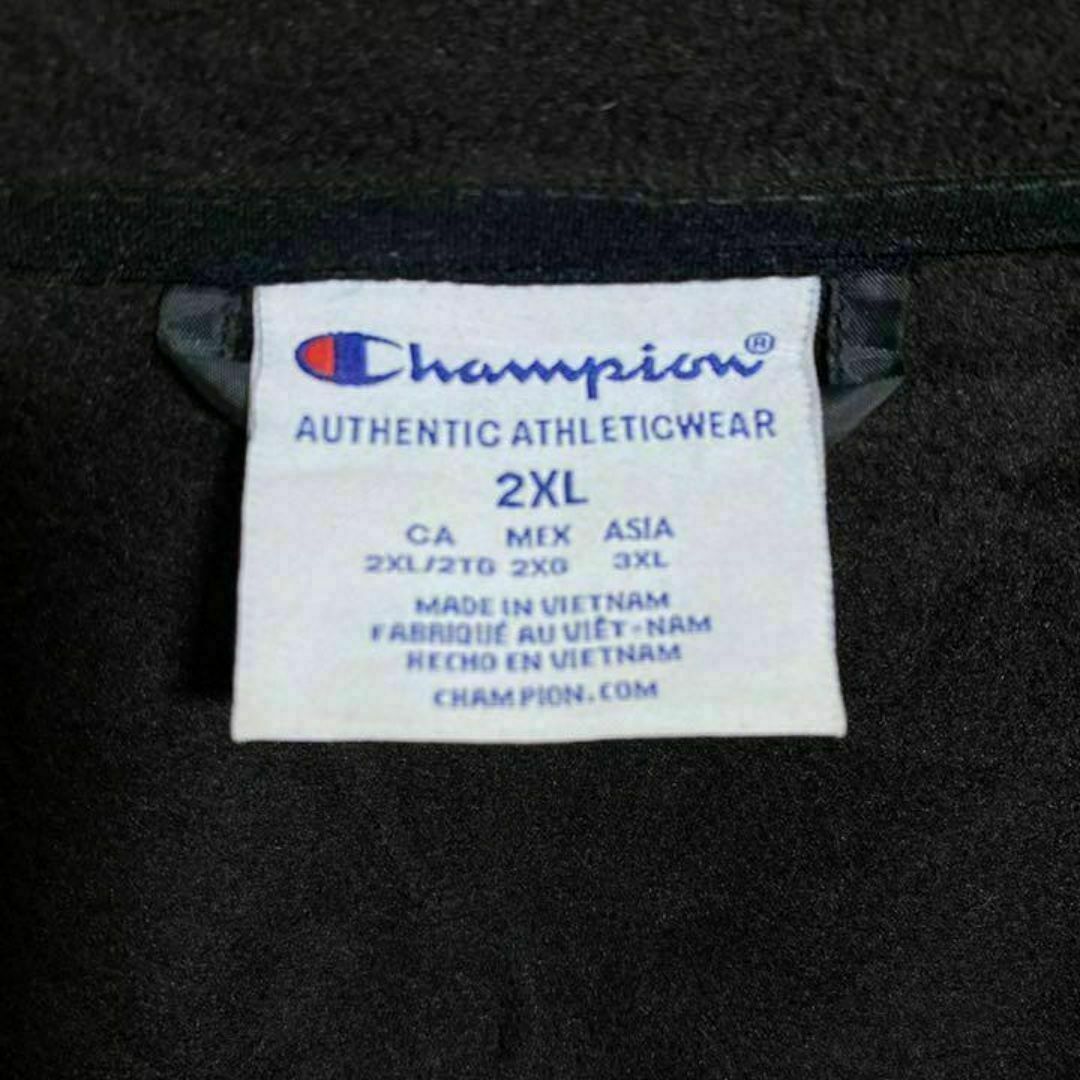 Champion®
AUTHENTIC ATHLETICWEAR
2XL
CA MEX ASIA
2XL/2TG 2XG 3XL
MADE IN VIETNAM
FABRIQUÉ AU VIÊT-NAM
HECHO EN VIETNAM
CHAMPION.COM